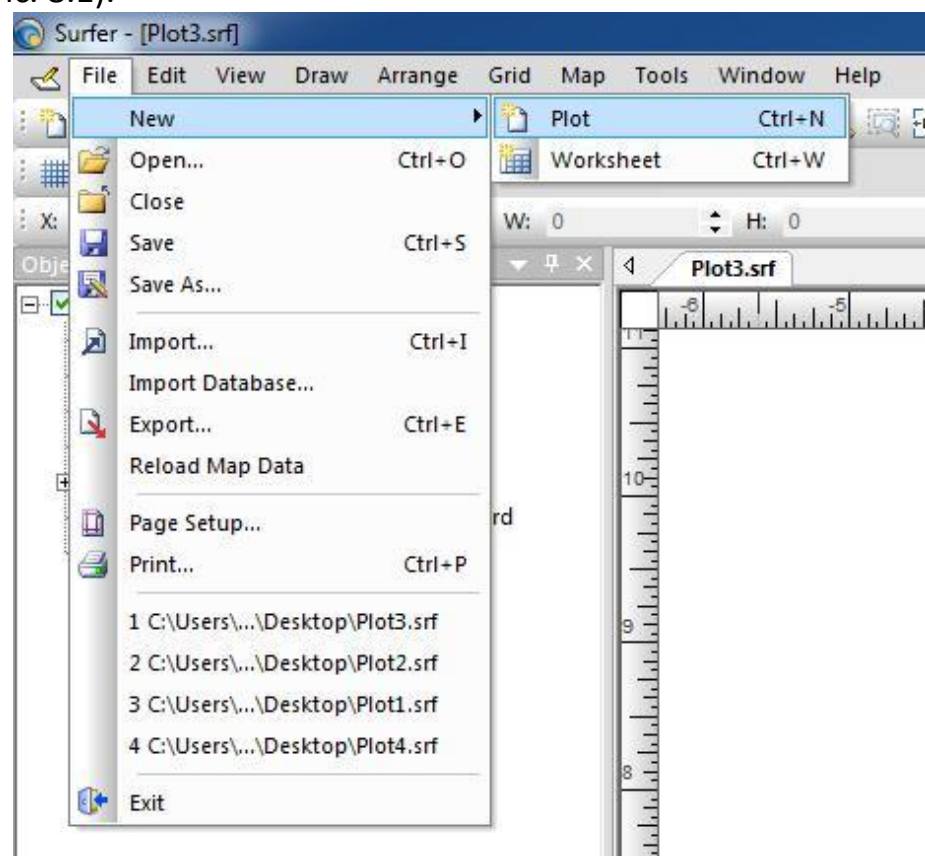 Surfer - [Plot3.srf]
File Edit View Draw Arrange Grid Map Tools Window Help
New
Plot Ctrl+N
Open... Ctrl+O
Worksheet Ctrl+W
Close
X: W: 0 H: 0
Save Ctrl+S
Obje
Plot3.srf
Save As...
-6 -5
Import... Ctrl+I
Import Database...
Export... Ctrl+E
Reload Map Data
10
rd
Page Setup...
Print... Ctrl+P
1 C:\Users\...\Desktop\Plot3.srf
9
2 C:\Users\...\Desktop\Plot2.srf
3 C:\Users\...\Desktop\Plot1.srf
4 C:\Users\...\Desktop\Plot4.srf
8
Exit